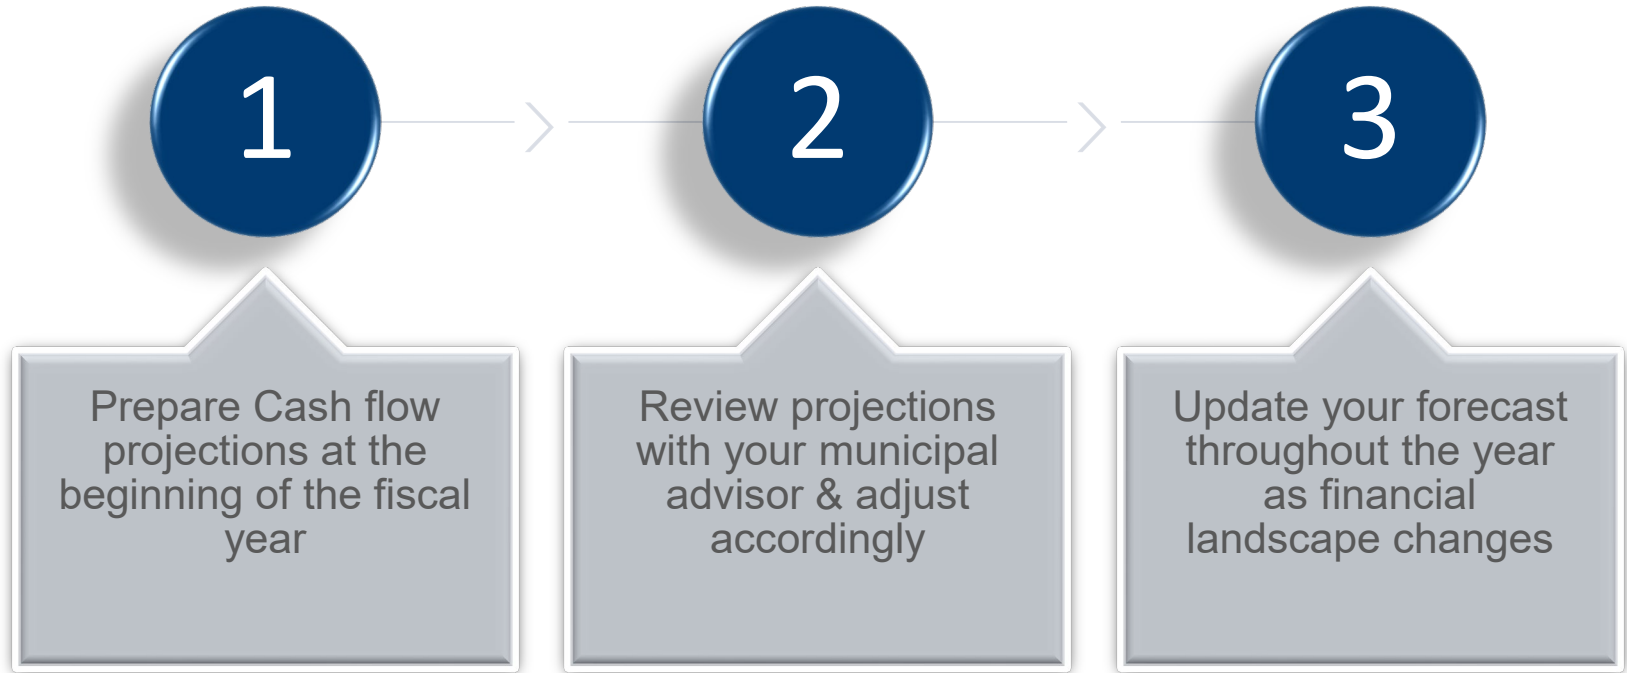 1
2
3
Prepare Cash flow
projections at the
beginning of the fiscal
year
Review projections
with your municipal
advisor & adjust
accordingly
Update your forecast
throughout the year
as financial
landscape changes